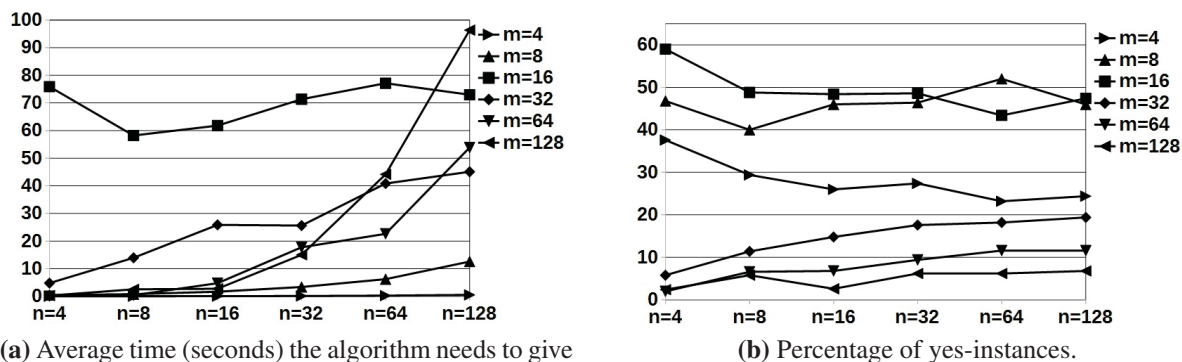 100
90
80
70
60
50
40
30
20
10
0
n=4 n=8 n=16 n=32 n=64 n=128
m=4
m=8
m=16
m=32
m=64
m=128
(a) Average time (seconds) the algorithm needs to give
60
50
40
30
20
10
0
n=4 n=8 n=16 n=32 n=64 n=128
m=4
m=8
m=16
m=32
m=64
m=128
(b) Percentage of yes-instances.